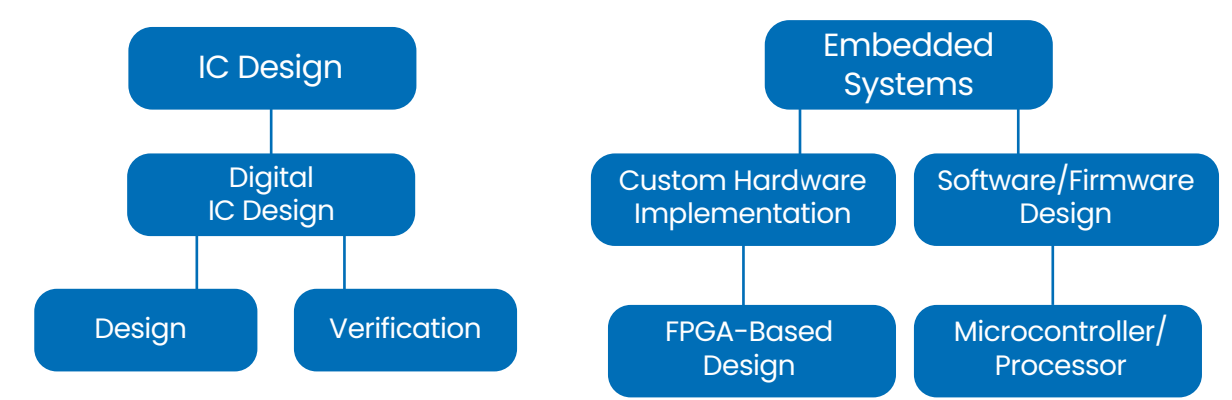 IC Design
Digital
IC Design
Design
Verification
Embedded
Systems
Custom Hardware
Implementation
Software/Firmware
Design
FPGA-Based
Design
Microcontroller/
Processor